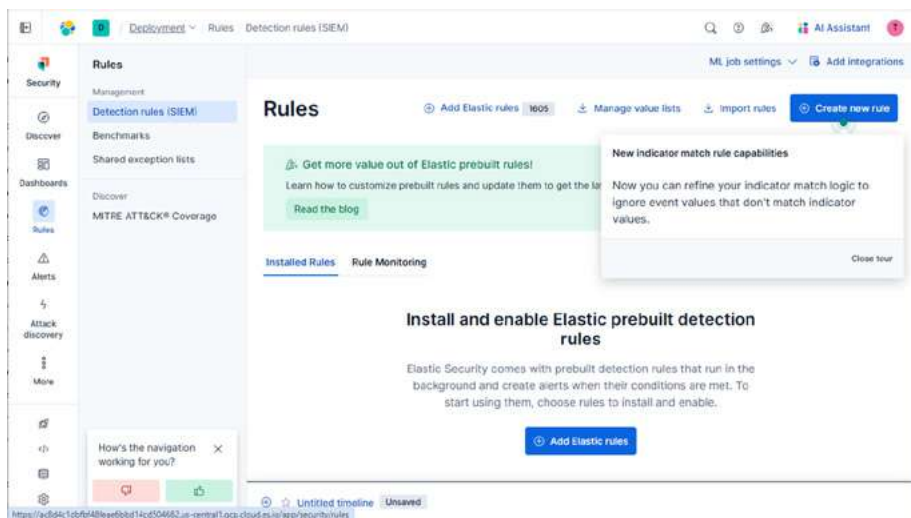 D Deployment Rules Detection rules (SIEM)
AI Assistant
Security
Discover
Dashboards
Rules
Alerts
Attack
discovery
More
Rules
Management
Detection rules (SIEM)
Benchmarks
Shared exception lists
Discover
MITRE ATT&CK® Coverage
How's the navigation
working for you?
ML job settings Add integrations
Rules
Add Elastic rules 1605 Manage value lists Import rules Create new rule
Get more value out of Elastic prebuilt rules!
Learn how to customize prebuilt rules and update them to get the
Read the blog
New indicator match rule capabilities
Now you can refine your indicator match logic to
ignore event values that don't match indicator
values.
Close tour
Installed Rules Rule Monitoring
Install and enable Elastic prebuilt detection
rules
Elastic Security comes with prebuilt detection rules that run in the
background and create alerts when their conditions are met. To
start using them, choose rules to install and enable.
Add Elastic rules
Untitled timeline Unsaved